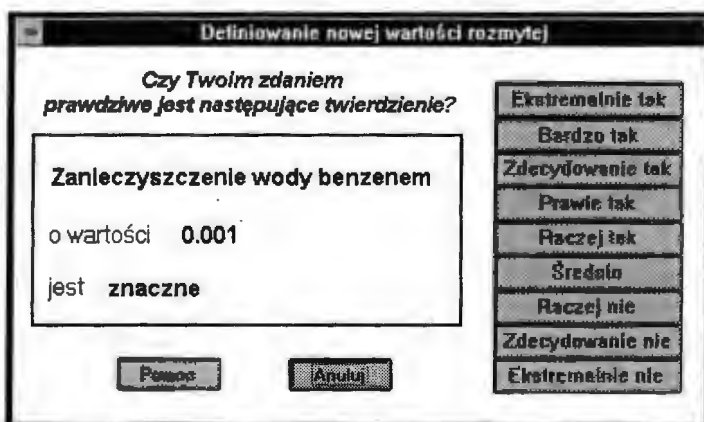 Definiowanie nowej wartości rozmytej
Czy Twoim zdaniem
prawdziwe jest następujące twierdzenie?
Zanieczyszczenie wody benzenem
o wartości 0.001
jest znaczne
Pomoc
Anuluj
Ekstremalnie tak
Bardzo tak
Zdecydowanie tak
Prawie tak
Raczej tak
Średnio
Raczej nie
Zdecydowanie nie
Ekstremalnie nie